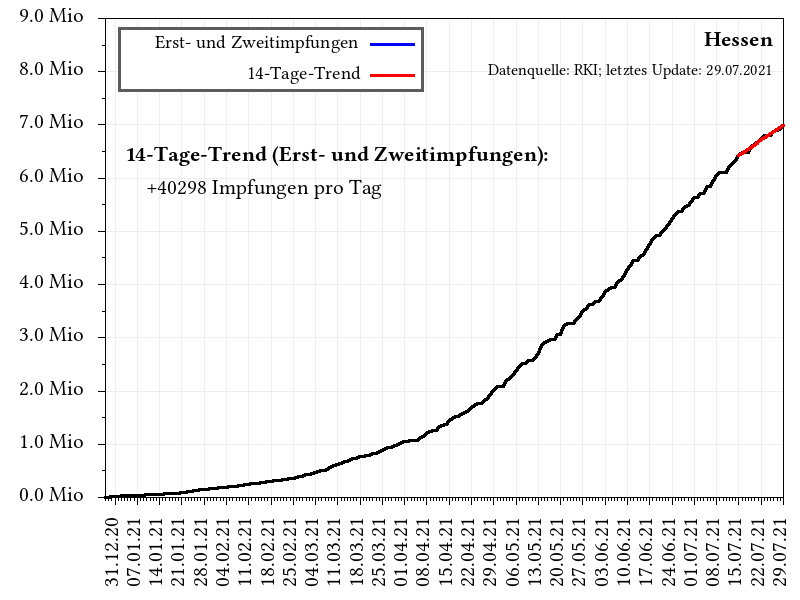 9.0 Mio
8.0 Mio
7.0 Mio
6.0 Mio
5.0 Mio
4.0 Mio
3.0 Mio
2.0 Mio
1.0 Mio
0.0 Mio
Erst- und Zweitimpfungen
14-Tage-Trend
Hessen
Datenquelle: RKI; letztes Update: 29.07.2021
14-Tage-Trend (Erst- und Zweitimpfungen):
+40298 Impfungen pro Tag
31.12.20
07.01.21
14.01.21
21.01.21
28.01.21
04.02.21
11.02.21
18.02.21
25.02.21
04.03.21
11.03.21
18.03.21
25.03.21
01.04.21
08.04.21
15.04.21
22.04.21
29.04.21
06.05.21
13.05.21
20.05.21
27.05.21
03.06.21
10.06.21
17.06.21
24.06.21
01.07.21
08.07.21
15.07.21
22.07.21
29.07.21